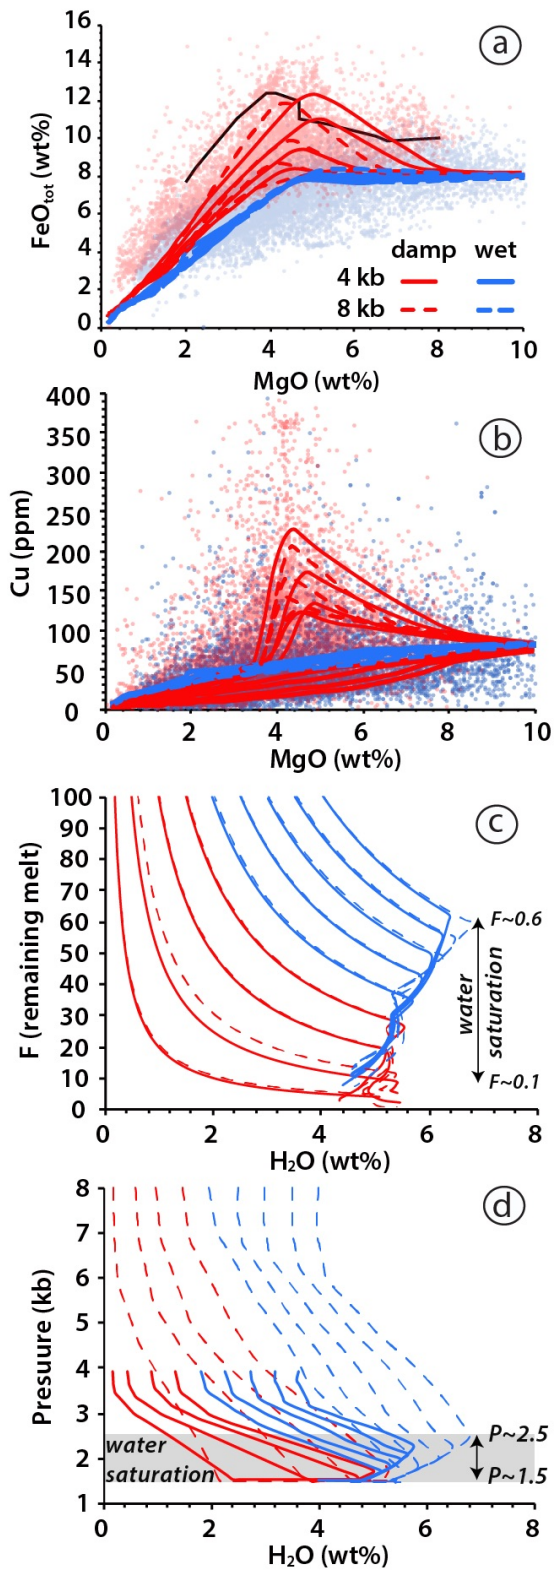 16
14
12
10
8
6
4
2
0
FeOtot (wt%)
a
damp wet
4 kb
8 kb
0 2 4 6 8 10
MgO (wt%)
400
350
300
250
200
150
100
50
0
Cu (ppm)
b
0 2 4 6 8 10
MgO (wt%)
100
90
80
70
60
50
40
30
20
10
0
F (remaining melt)
c
F~0.6
water
saturation
F~0.1
0 2 4 6 8
H₂O (wt%)
8
7
6
5
4
3
2
1
Presuure (kb)
d
water
saturation
P~2.5
P~1.5
0 2 4 6 8
H₂O (wt%)